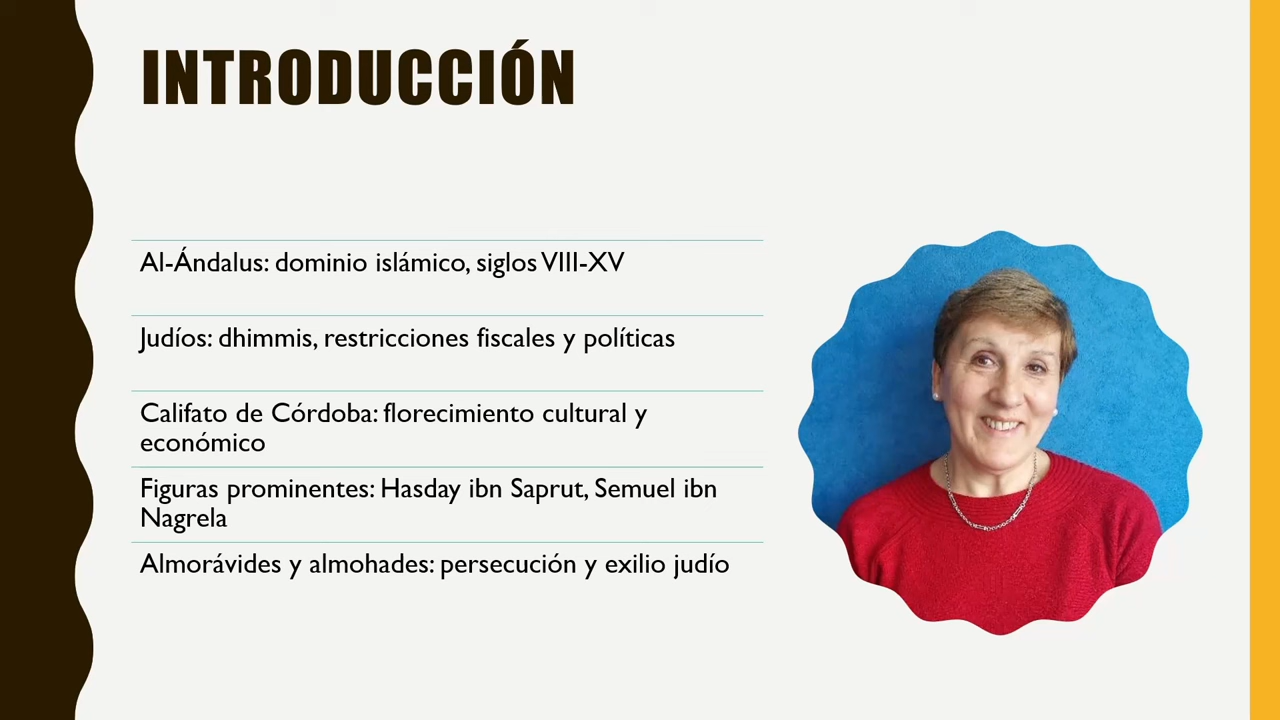 INTRODUCCIÓN
Al-Ándalus: dominio islámico, siglos VIII-XV
Judíos: dhimmis, restricciones fiscales y políticas
Califato de Córdoba: florecimiento cultural y
económico
Figuras prominentes: Hasday ibn Saprut, Semuel ibn
Nagrela
Almorávides y almohades: persecución y exilio judío